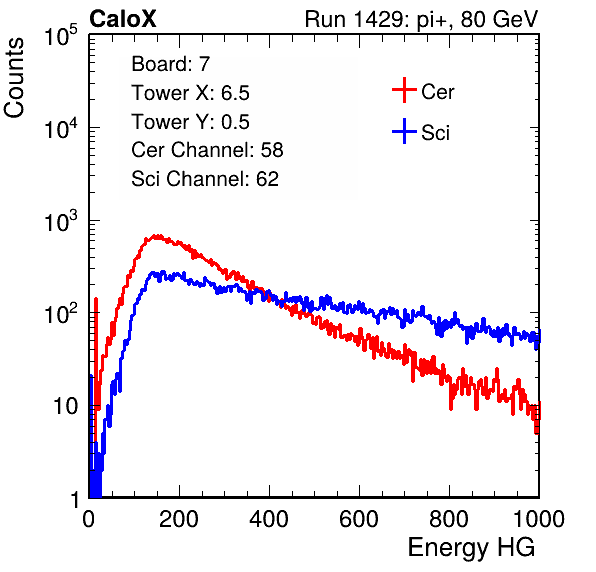 CaloX Run 1429: pi+, 80 GeV
Counts
10^5
10^4
10^3
10^2
10
1
Board: 7
Tower X: 6.5
Tower Y: 0.5
Cer Channel: 58
Sci Channel: 62
Cer
Sci
0 200 400 600 800 1000
Energy HG